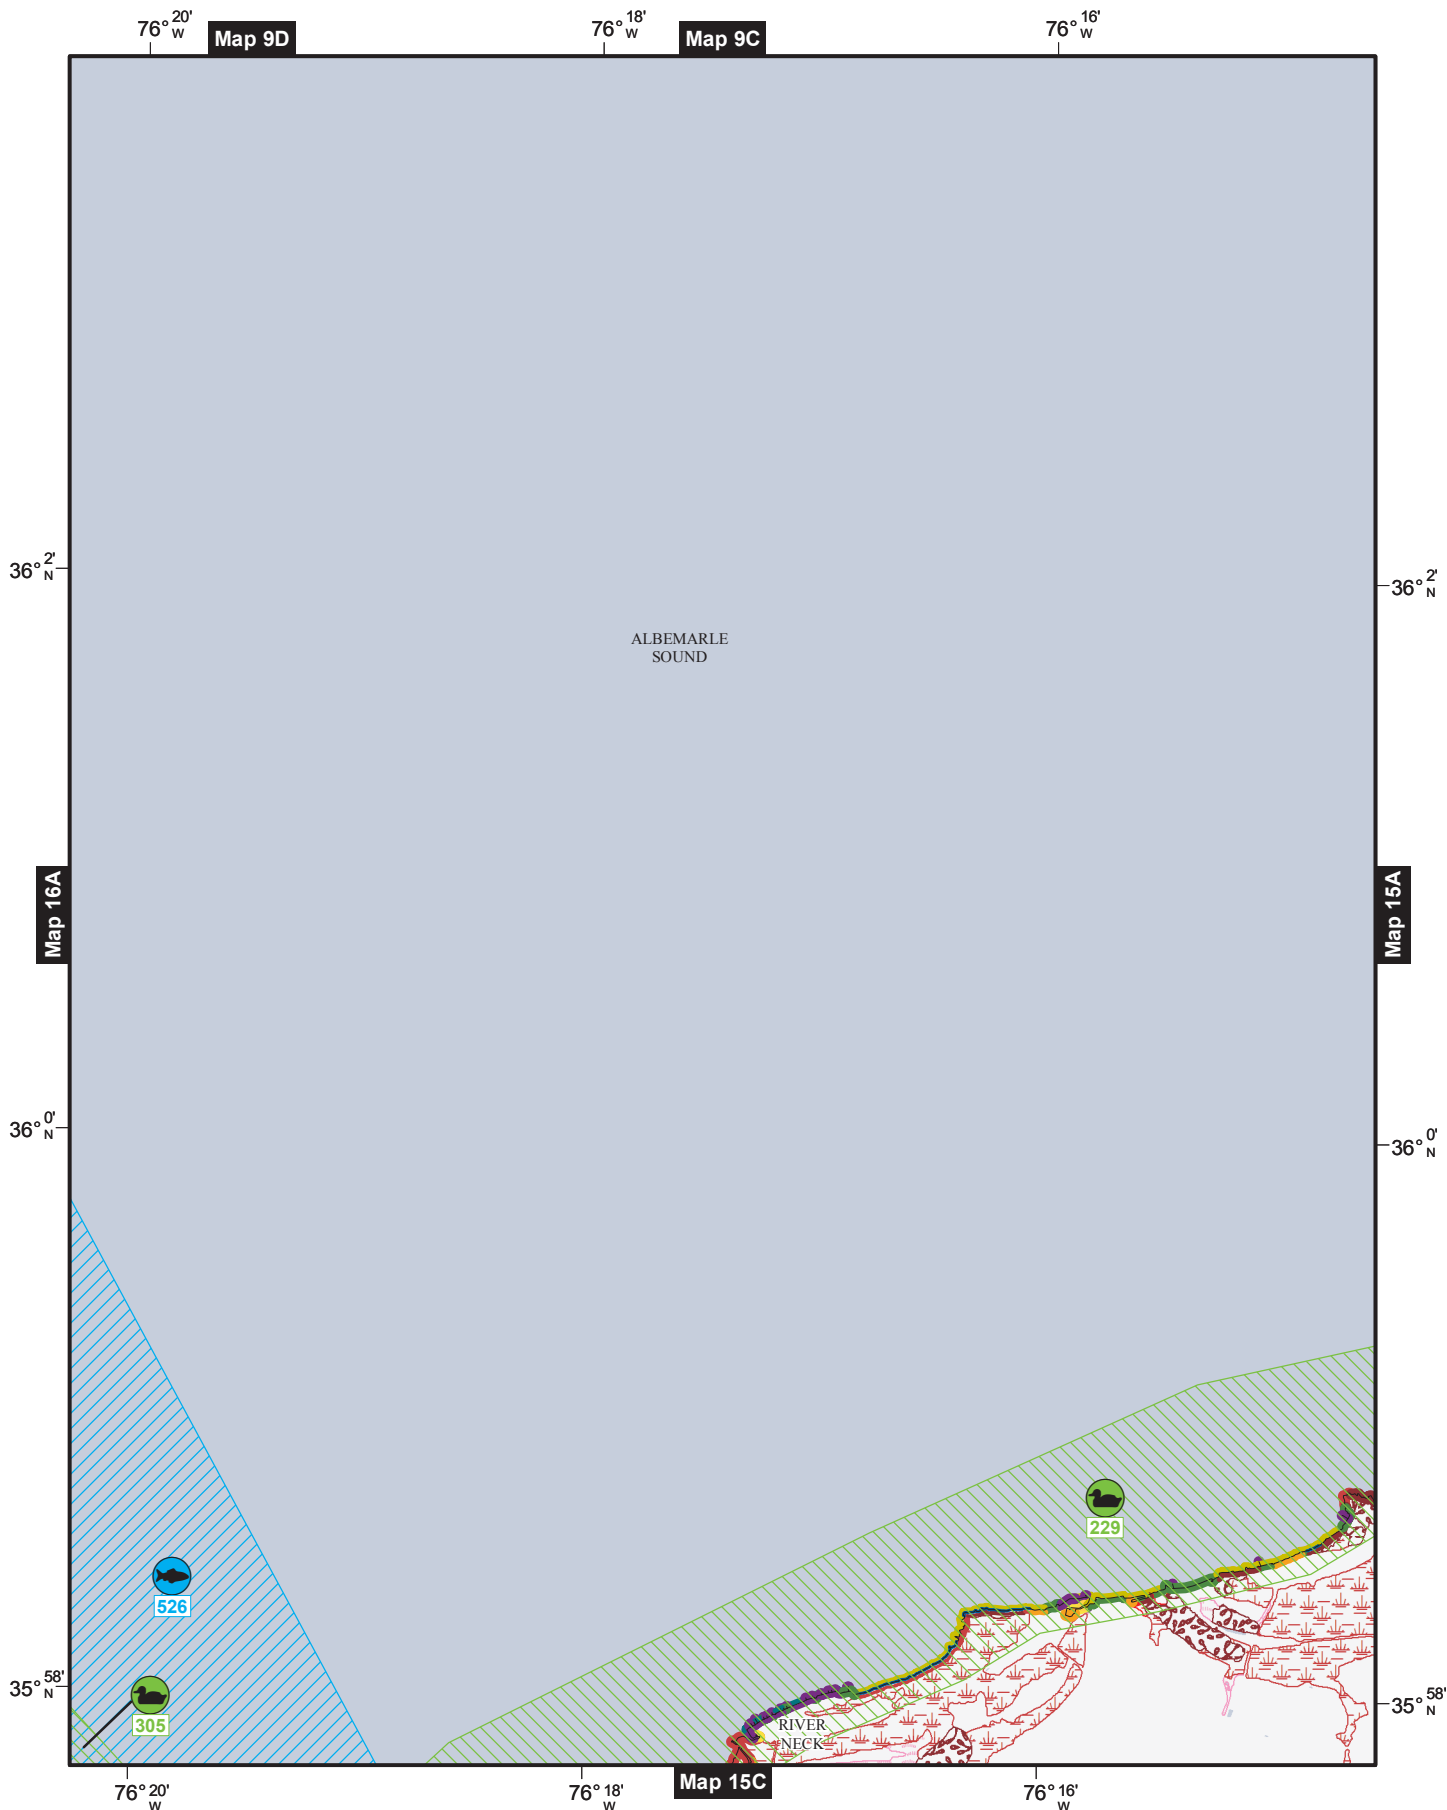 76° 20' W
Map 9D
76° 18' W
Map 9C
76° 16' W
36° 2' N
36° 2' N
ALBEMARLE
SOUND
Map 16A
Map 15A
36° 0' N
36° 0' N
229
526
35° 58' N
35° 58' N
305
RIVER
NECK
76° 20' W
76° 18' W
Map 15C
76° 16' W